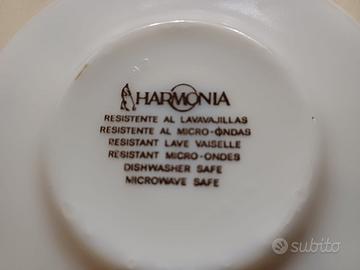 HARMONIA
RESISTENTE AL LAVAVAJILLAS
RESISTENTE AL MICRO-ONDAS
RESISTANT LAVE VAISELLE
RESISTANT MICRO-ONDES
DISHWASHER SAFE
MICROWAVE SAFE
subito